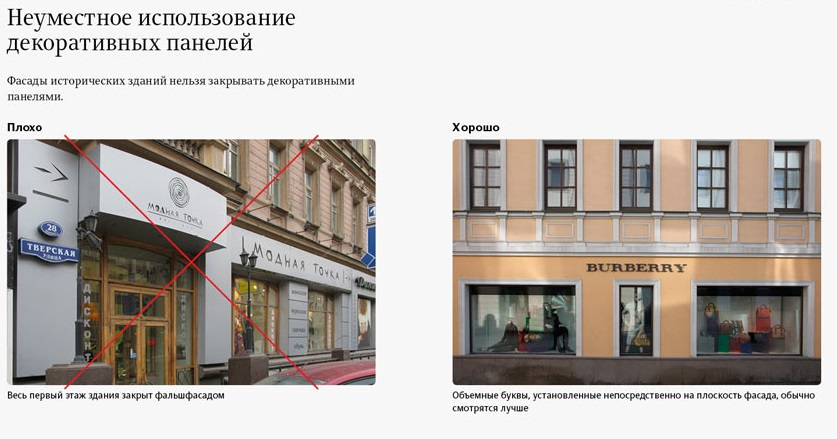 Неуместное использование
декоративных панелей
Фасады исторических зданий нельзя закрывать декоративными
панелями.
Плохо
МОДНАЯ ТОЧКА
28
ТВЕРСКАЯ
УЛИЦА
МОДНАЯ ТОЧКА
ДИСКОНТ
Весь первый этаж здания закрыт фальшфасадом
Хорошо
BURBERRY
Объемные буквы, установленные непосредственно на плоскость фасада, обычно
смотрятся лучше